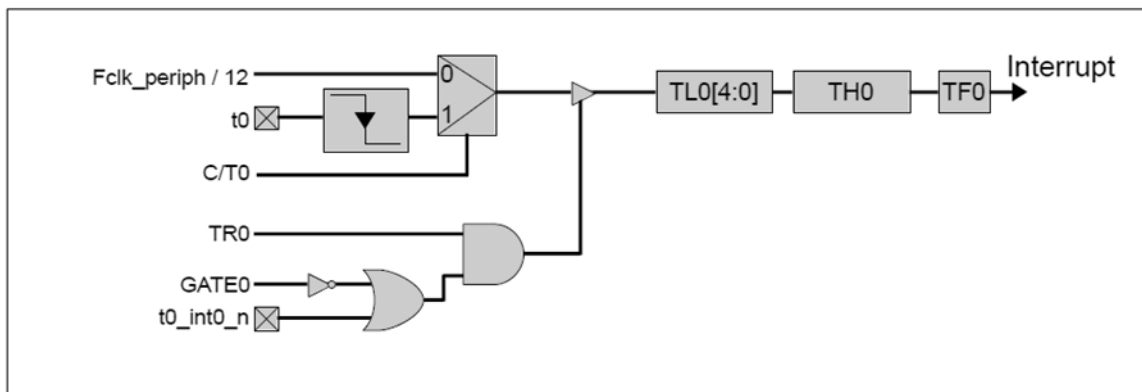 Fclk_periph / 12
0
t0
1
C/T0
TL0[4:0]
TH0
TF0
Interrupt
TR0
GATE0
t0_int0_n